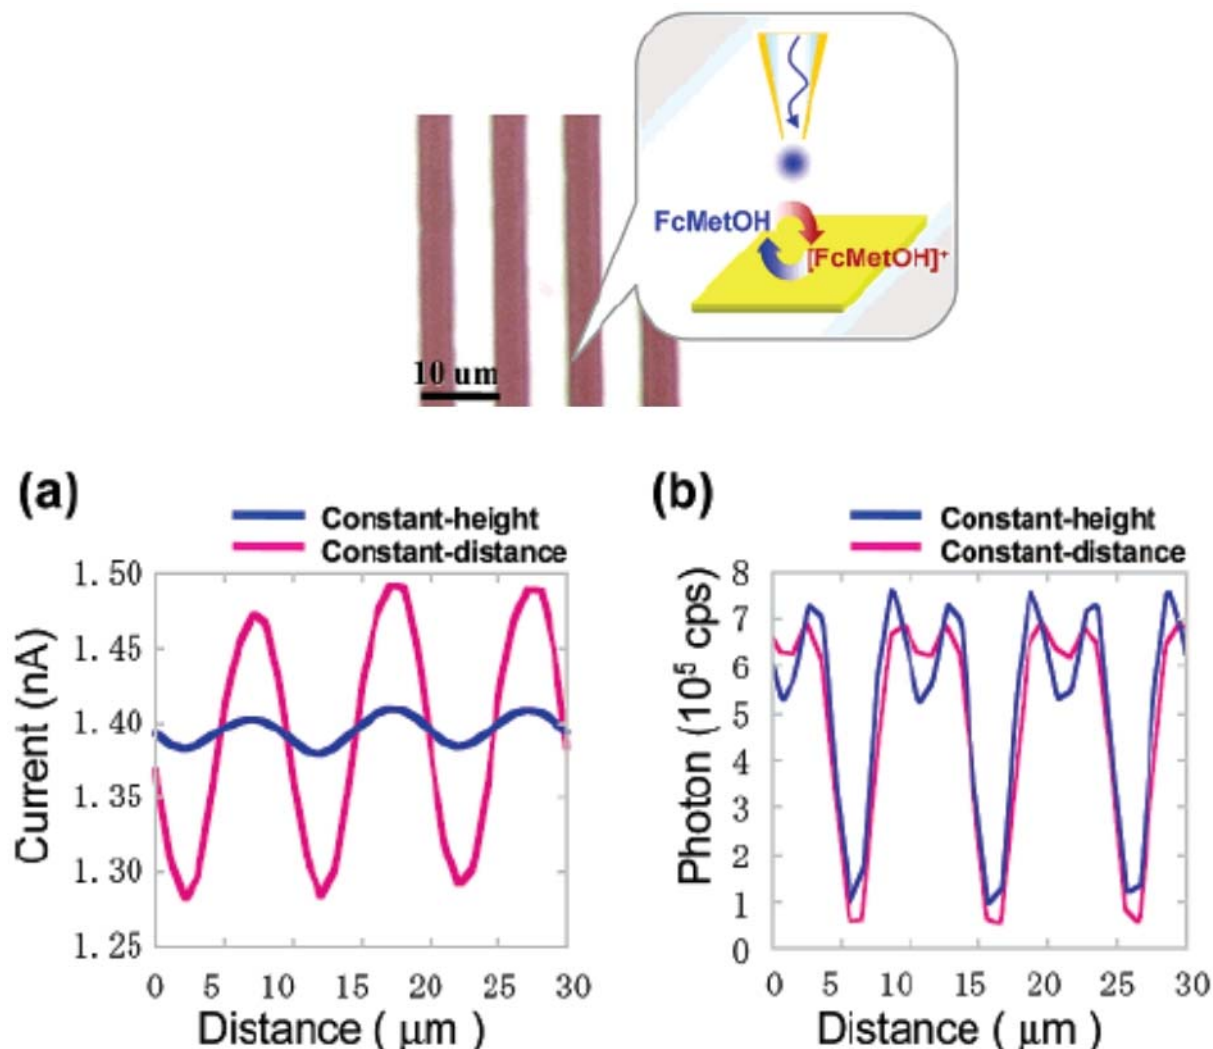 FcMetOH
[FcMetOH]⁺
10 um
(a)
Constant-height
Constant-distance
1.50
1.45
1.40
1.35
1.30
1.25
Current (nA)
0 5 10 15 20 25 30
Distance ( μm )
(b)
Constant-height
Constant-distance
8
7
6
5
4
3
2
1
0
Photon (10⁵ cps)
0 5 10 15 20 25 30
Distance ( μm )